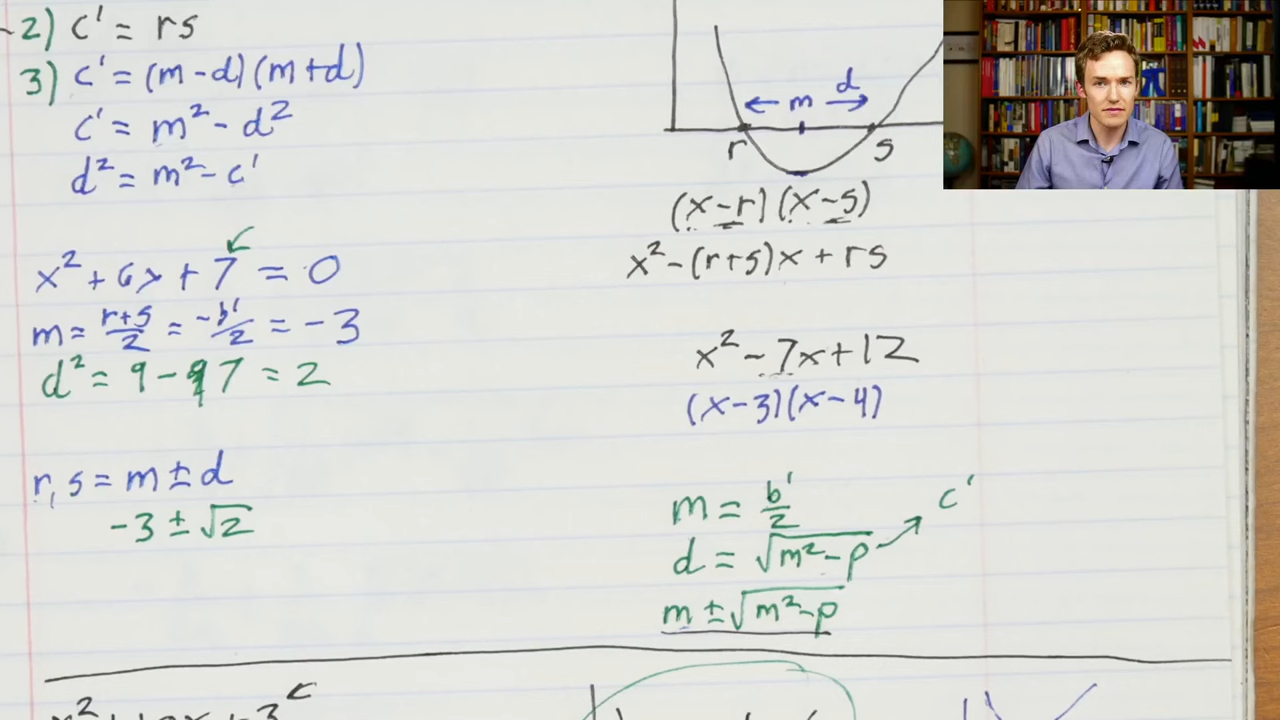 2) c' = rs
3) c' = (m-d)(m+d)
c' = m² - d²
d² = m² - c'
x² + 6x + 7 = 0
m = r+s/2 = -b'/2 = -3
d² = 9 - 7 = 2
r, s = m ± d
-3 ± √2
← m → d
r s
(x-r)(x-s)
x² - (r+s)x + rs
x² - 7x + 12
(x-3)(x-4)
m = b'/2
c'
d = √m²-p
m ± √m²-p